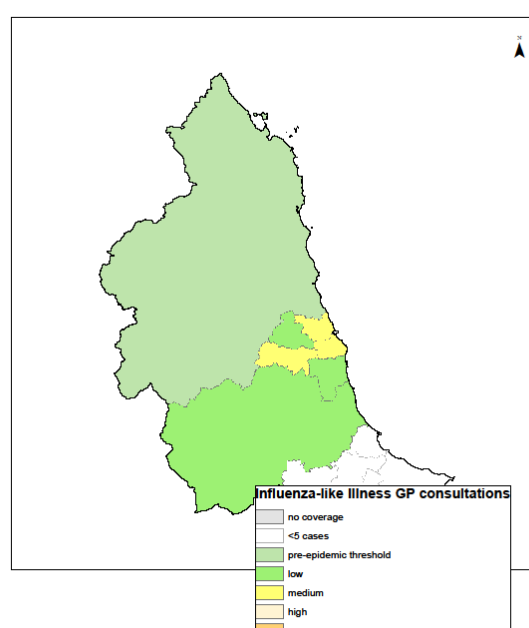 Influenza-like Illness GP consultations
no coverage
<5 cases
pre-epidemic threshold
low
medium
high